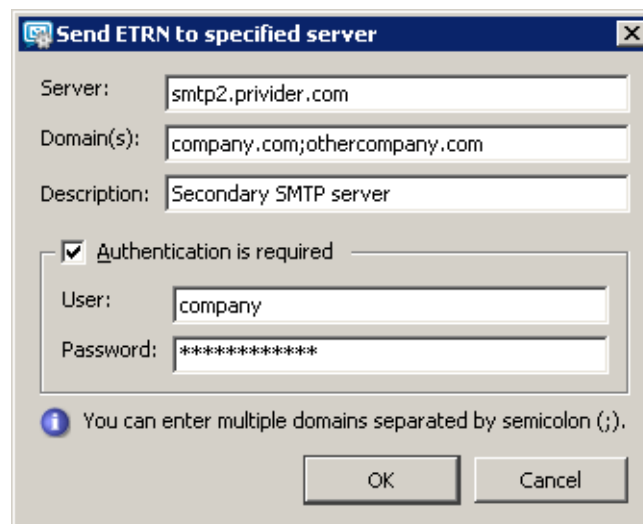 Send ETRN to specified server
Server: smtp2.privider.com
Domain(s): company.com;othercompany.com
Description: Secondary SMTP server
Authentication is required
User: company
Password: ************
You can enter multiple domains separated by semicolon (;).
OK Cancel